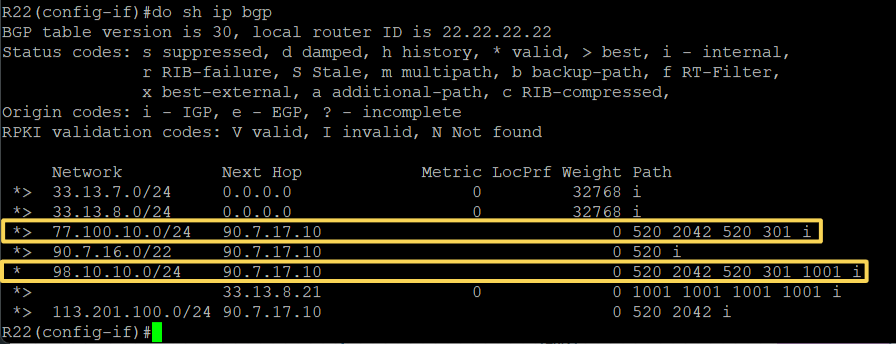 R22(config-if)#do sh ip bgp
BGP table version is 30, local router ID is 22.22.22.22
Status codes: s suppressed, d damped, h history, * valid, > best, i - internal,
              r RIB-failure, S Stale, m multipath, b backup-path, f RT-Filter,
              x best-external, a additional-path, c RIB-compressed,
Origin codes: i - IGP, e - EGP, ? - incomplete
RPKI validation codes: V valid, I invalid, N Not found
     Network          Next Hop            Metric LocPrf Weight Path
 *>  33.13.7.0/24     0.0.0.0                  0         32768 i
 *>  33.13.8.0/24     0.0.0.0                  0         32768 i
 *>  77.100.10.0/24   90.7.17.10                             0 520 2042 520 301 i
 *>  90.7.16.0/22     90.7.17.10                             0 520 i
 *   98.10.10.0/24    90.7.17.10                             0 520 2042 520 301 1001 i
 *>                   33.13.8.21               0             0 1001 1001 1001 1001 i
 *>  113.201.100.0/24 90.7.17.10                             0 520 2042 i
R22(config-if)#